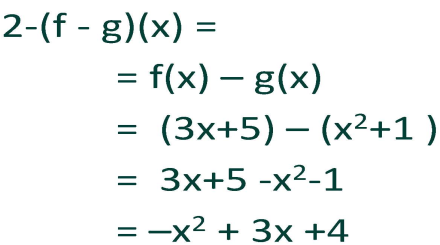 2-(f - g)(x) =
= f(x) – g(x)
= (3x+5) – (x²+1 )
= 3x+5 -x²-1
= –x² + 3x +4